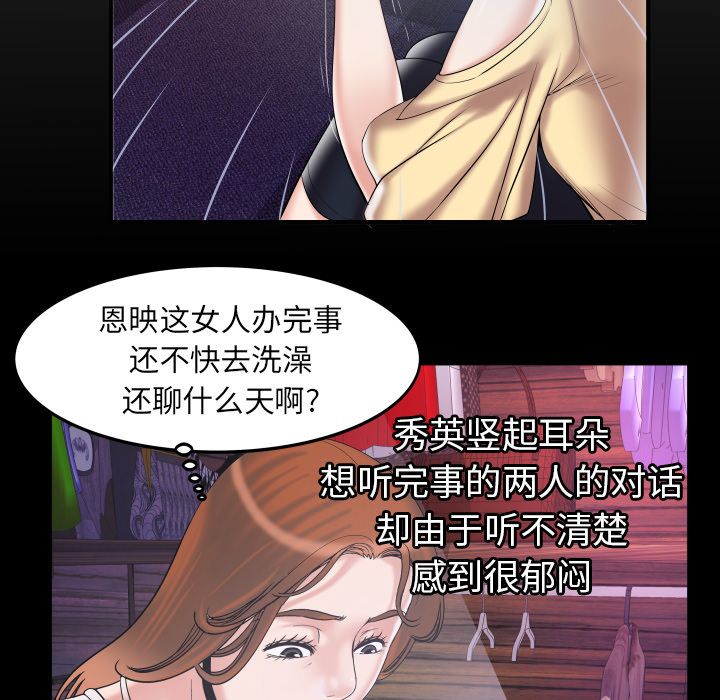 恩映这女人办完事
还不快去洗澡
还聊什么天啊?
秀英竖起耳朵
想听完事的两人的对话
却由于听不清楚
感到很郁闷